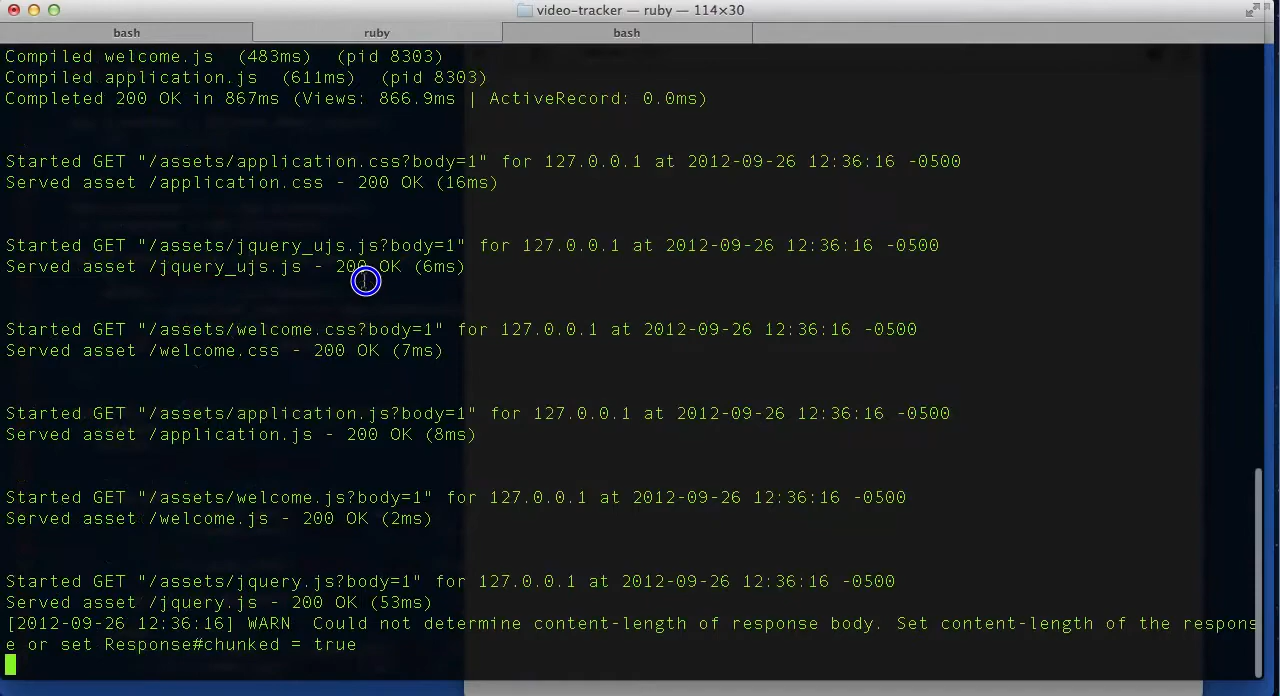 video-tracker — ruby — 114×30
bash ruby bash
Compiled welcome.js  (483ms)  (pid 8303)
Compiled application.js  (611ms)  (pid 8303)
Completed 200 OK in 867ms (Views: 866.9ms | ActiveRecord: 0.0ms)
Started GET "/assets/application.css?body=1" for 127.0.0.1 at 2012-09-26 12:36:16 -0500
Served asset /application.css - 200 OK (16ms)
Started GET "/assets/jquery_ujs.js?body=1" for 127.0.0.1 at 2012-09-26 12:36:16 -0500
Served asset /jquery_ujs.js - 200 OK (6ms)
Started GET "/assets/welcome.css?body=1" for 127.0.0.1 at 2012-09-26 12:36:16 -0500
Served asset /welcome.css - 200 OK (7ms)
Started GET "/assets/application.js?body=1" for 127.0.0.1 at 2012-09-26 12:36:16 -0500
Served asset /application.js - 200 OK (8ms)
Started GET "/assets/welcome.js?body=1" for 127.0.0.1 at 2012-09-26 12:36:16 -0500
Served asset /welcome.js - 200 OK (2ms)
Started GET "/assets/jquery.js?body=1" for 127.0.0.1 at 2012-09-26 12:36:16 -0500
Served asset /jquery.js - 200 OK (53ms)
[2012-09-26 12:36:16] WARN  Could not determine content-length of response body. Set content-length of the respons
e or set Response#chunked = true